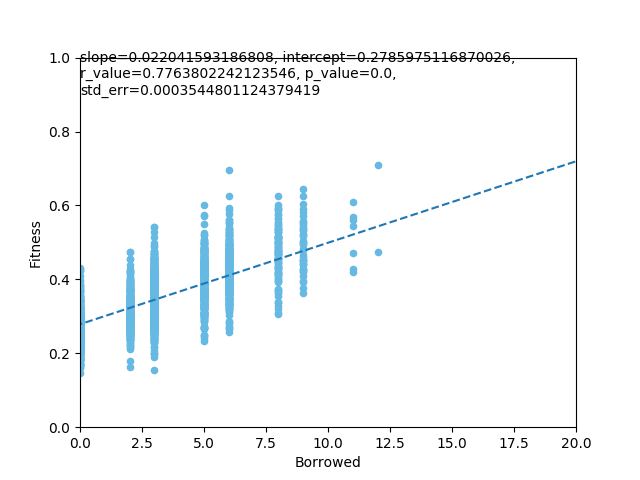 slope=0.022041593186808, intercept=0.2785975116870026,
r_value=0.7763802242123546, p_value=0.0,
std_err=0.0003544801124379419
1.0
0.8
0.6
0.4
0.2
0.0
Fitness
0.0 2.5 5.0 7.5 10.0 12.5 15.0 17.5 20.0
Borrowed